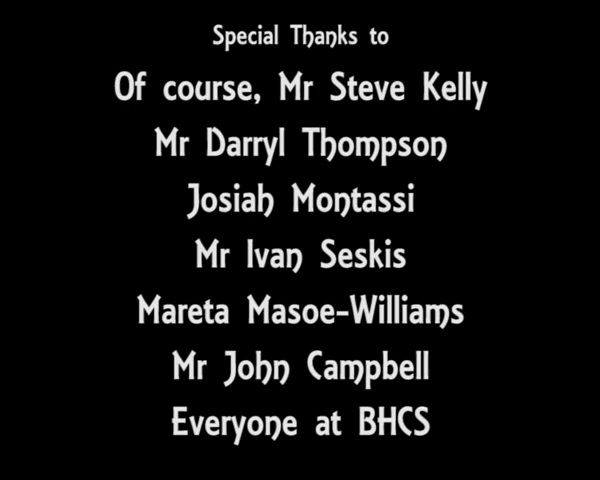 Special Thanks to
Of course, Mr Steve Kelly
Mr Darryl Thompson
Josiah Montassi
Mr Ivan Seskis
Mareta Masoe-Williams
Mr John Campbell
Everyone at BHCS